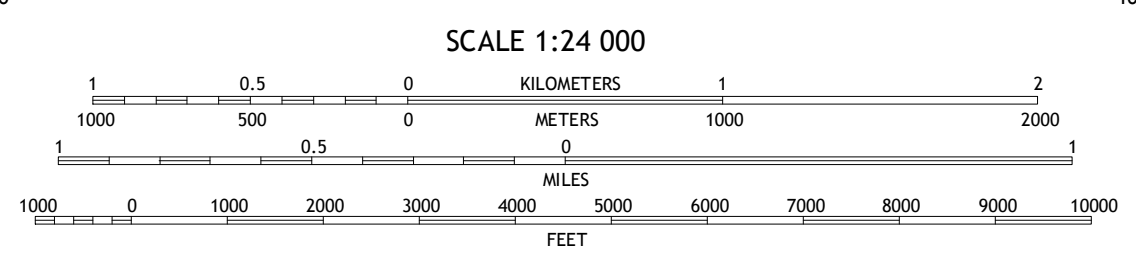 SCALE 1:24 000
1 0.5 0 KILOMETERS 1 2
1000 500 0 METERS 1000 2000
1 0.5 0 1
MILES
1000 0 1000 2000 3000 4000 5000 6000 7000 8000 9000 10000
FEET